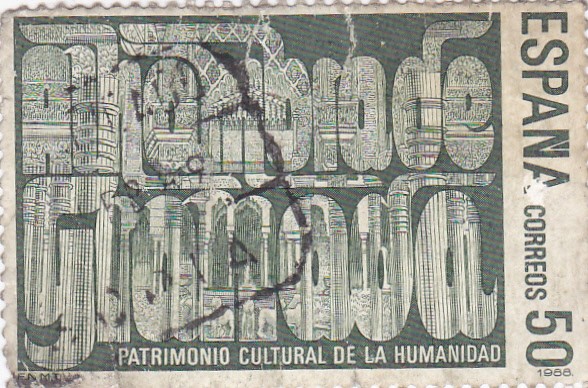 Alhambra de
Granada
PATRIMONIO CULTURAL DE LA HUMANIDAD
ESPAÑA
CORREOS 50
1988